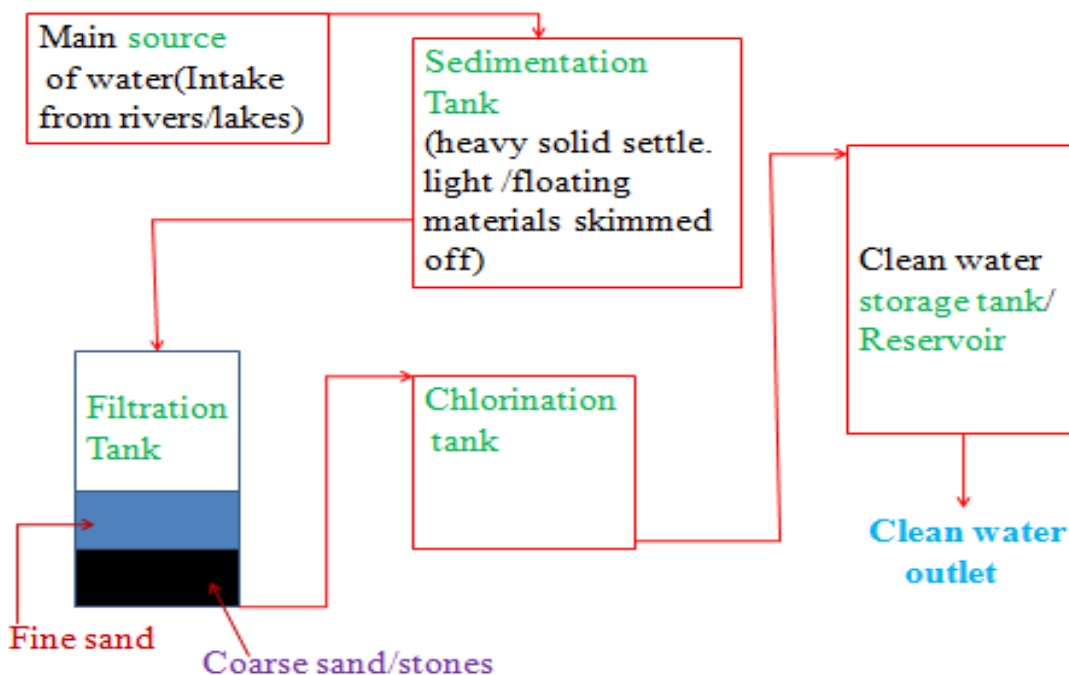 Main source
of water(Intake
from rivers/lakes)
Sedimentation
Tank
(heavy solid settle.
light /floating
materials skimmed
off)
Filtration
Tank
Fine sand
Coarse sand/stones
Chlorination
tank
Clean water
storage tank/
Reservoir
Clean water
outlet